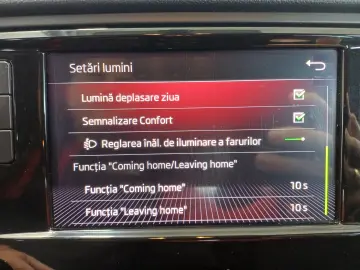 Setări lumini
Lumină deplasare ziua
Semnalizare Confort
Reglarea înăl. de iluminare a farurilor
Funcția "Coming home/Leaving home"
Funcția "Coming home" 10 s
Funcția "Leaving home" 10 s